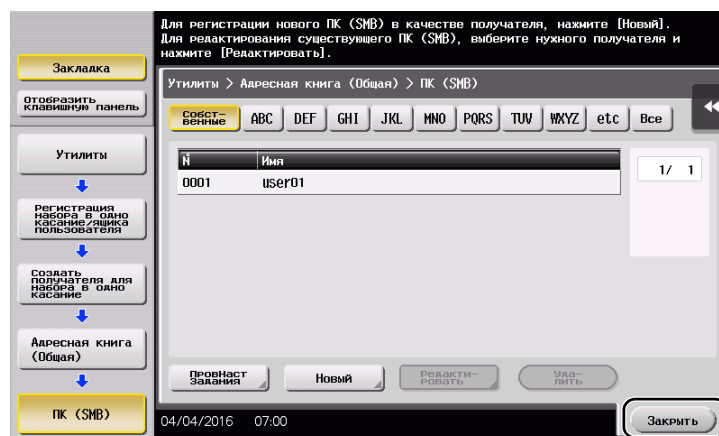 Для регистрации нового ПК (SMB) в качестве получателя, нажмите [Новый].
Для редактирования существующего ПК (SMB), выберите нужного получателя и
нажмите [Редактировать].
Закладка
Отобразить
клавишную панель
Утилиты
Регистрация
набора в одно
касание/ящика
пользователя
Создать
получателя для
набора в одно
касание
Адресная книга
(Общая)
ПК (SMB)
Утилиты > Адресная книга (Общая) > ПК (SMB)
Собст-
венные
ABC
DEF
GHI
JKL
MNO
PQRS
TUV
WXYZ
etc
Все
N Имя
0001 user01
1/ 1
ПровНаст
Задания
Новый
Редакти-
ровать
Уда-
лить
04/04/2016 07:00
Закрыть